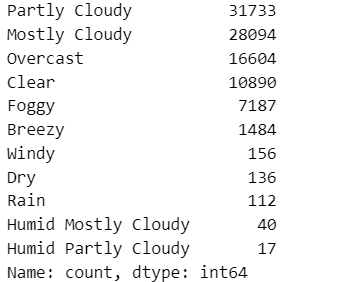 Partly Cloudy 31733
Mostly Cloudy 28094
Overcast 16604
Clear 10890
Foggy 7187
Breezy 1484
Windy 156
Dry 136
Rain 112
Humid Mostly Cloudy 40
Humid Partly Cloudy 17
Name: count, dtype: int64